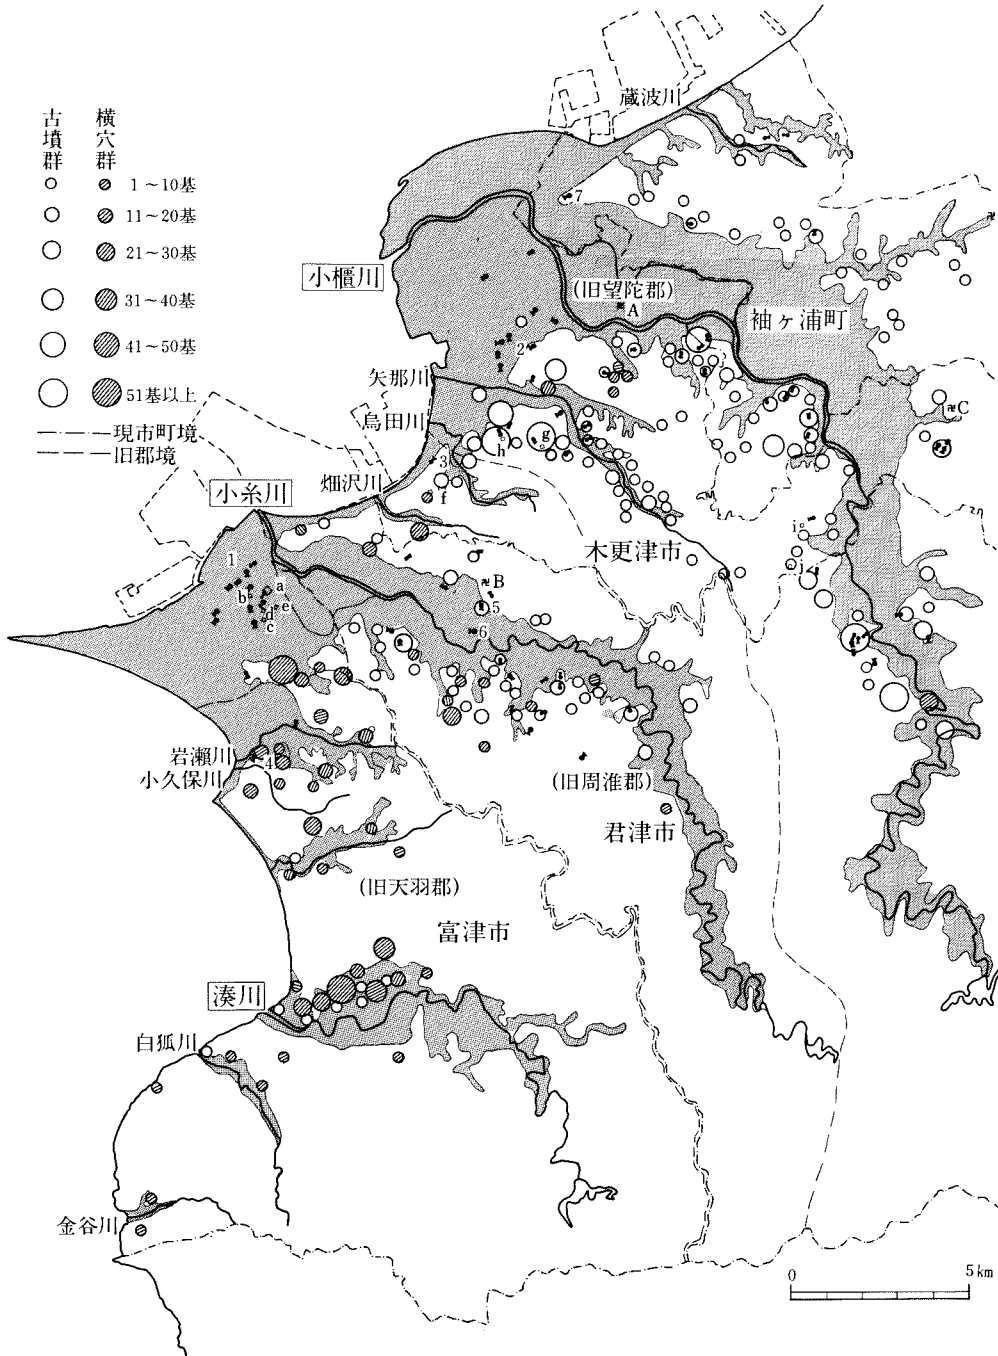 古墳群
横穴群
1～10基
11～20基
21～30基
31～40基
41～50基
51基以上
現市町境
旧郡境
蔵波川
7
小櫃川
(旧望陀郡)
A
袖ヶ浦町
2
矢那川
烏田川
C
g
h
3
畑沢川
f
小糸川
i
木更津市
j
1
a
b
e
d
c
B
5
6
岩瀬川
4
小久保川
(旧周淮郡)
君津市
(旧天羽郡)
富津市
湊川
白狐川
金谷川
0
5km